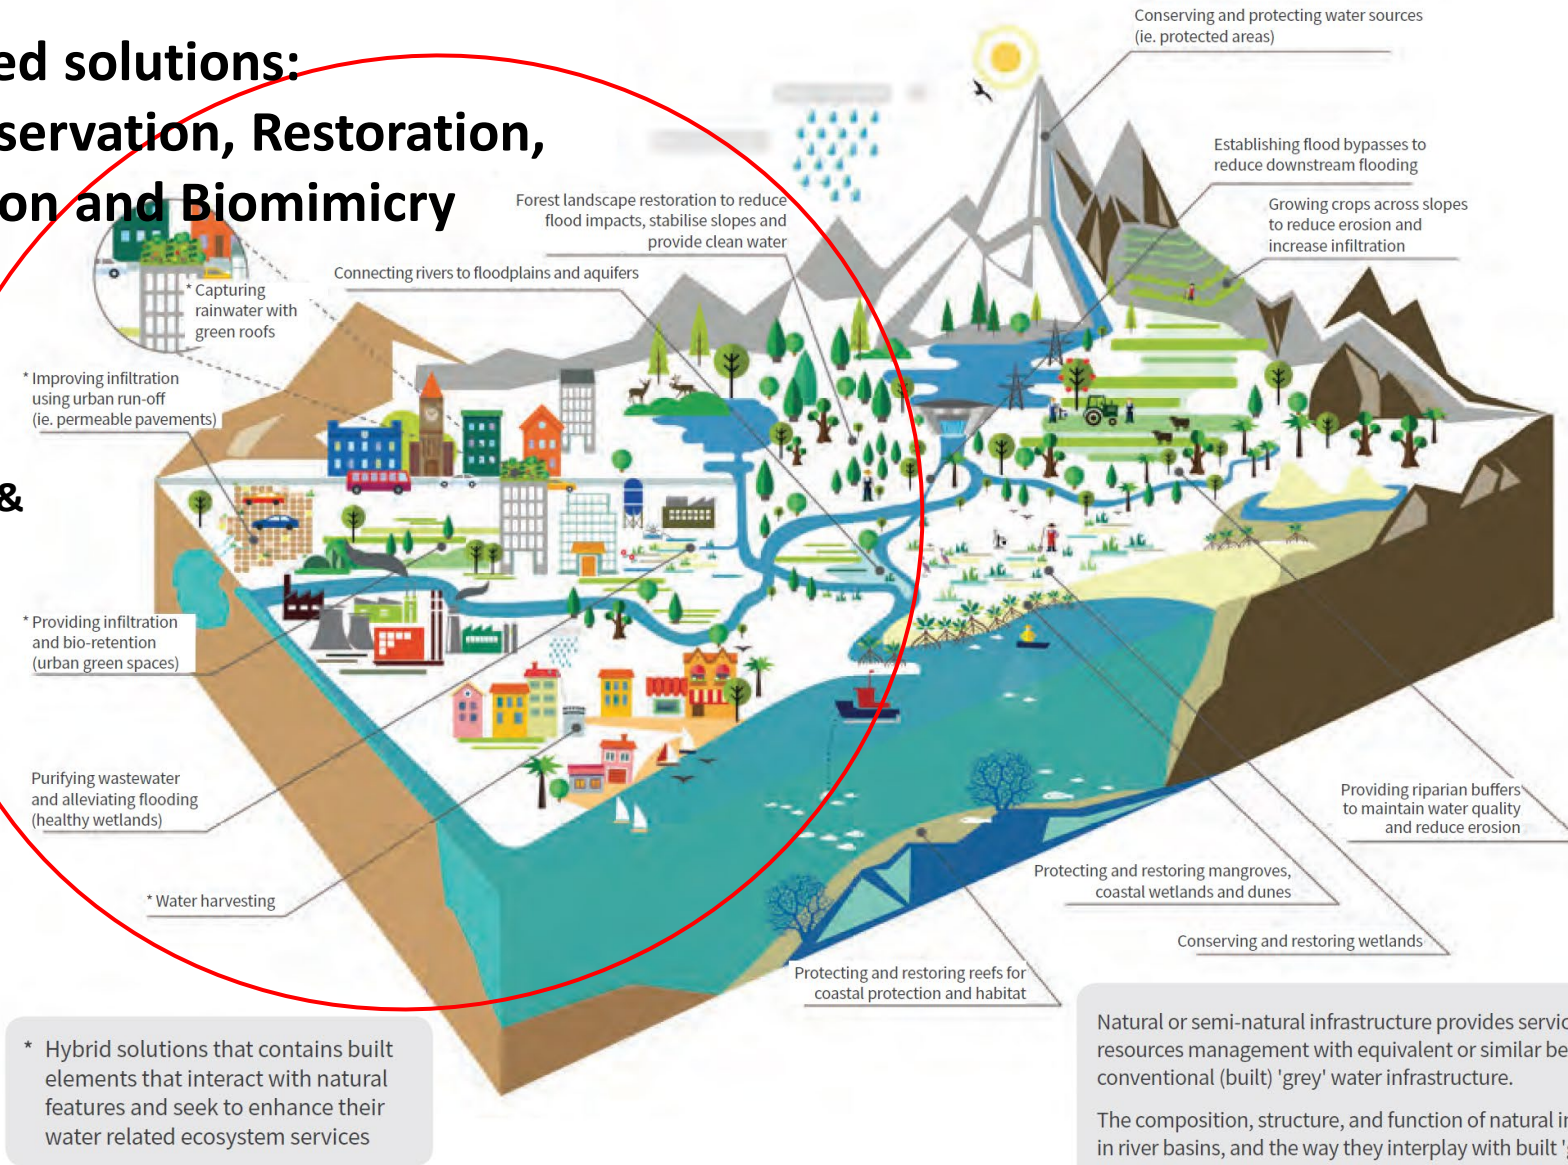 ed solutions:
servation, Restoration,
on and Biomimicry
&
Conserving and protecting water sources
(ie. protected areas)
Establishing flood bypasses to
reduce downstream flooding
Growing crops across slopes
to reduce erosion and
increase infiltration
Forest landscape restoration to reduce
flood impacts, stabilise slopes and
provide clean water
Connecting rivers to floodplains and aquifers
* Capturing
rainwater with
green roofs
* Improving infiltration
using urban run-off
(ie. permeable pavements)
* Providing infiltration
and bio-retention
(urban green spaces)
Purifying wastewater
and alleviating flooding
(healthy wetlands)
* Water harvesting
Providing riparian buffers
to maintain water quality
and reduce erosion
Protecting and restoring mangroves,
coastal wetlands and dunes
Conserving and restoring wetlands
Protecting and restoring reefs for
coastal protection and habitat
* Hybrid solutions that contains built
elements that interact with natural
features and seek to enhance their
water related ecosystem services
Natural or semi-natural infrastructure provides servic
resources management with equivalent or similar be
conventional (built) 'grey' water infrastructure.
The composition, structure, and function of natural in
in river basins, and the way they interplay with built 'g